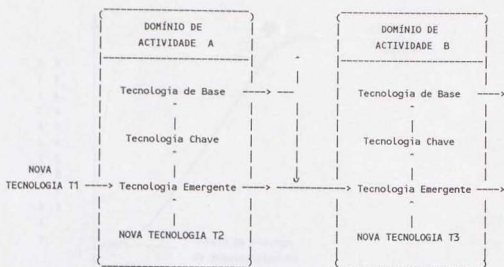 DOMÍNIO DE
ACTIVIDADE A
DOMÍNIO DE
ACTIVIDADE B
Tecnologia de Base
Tecnologia de Base
Tecnologia Chave
Tecnologia Chave
NOVA
TECNOLOGIA T1
Tecnologia Emergente
Tecnologia Emergente
NOVA TECNOLOGIA T2
NOVA TECNOLOGIA T3